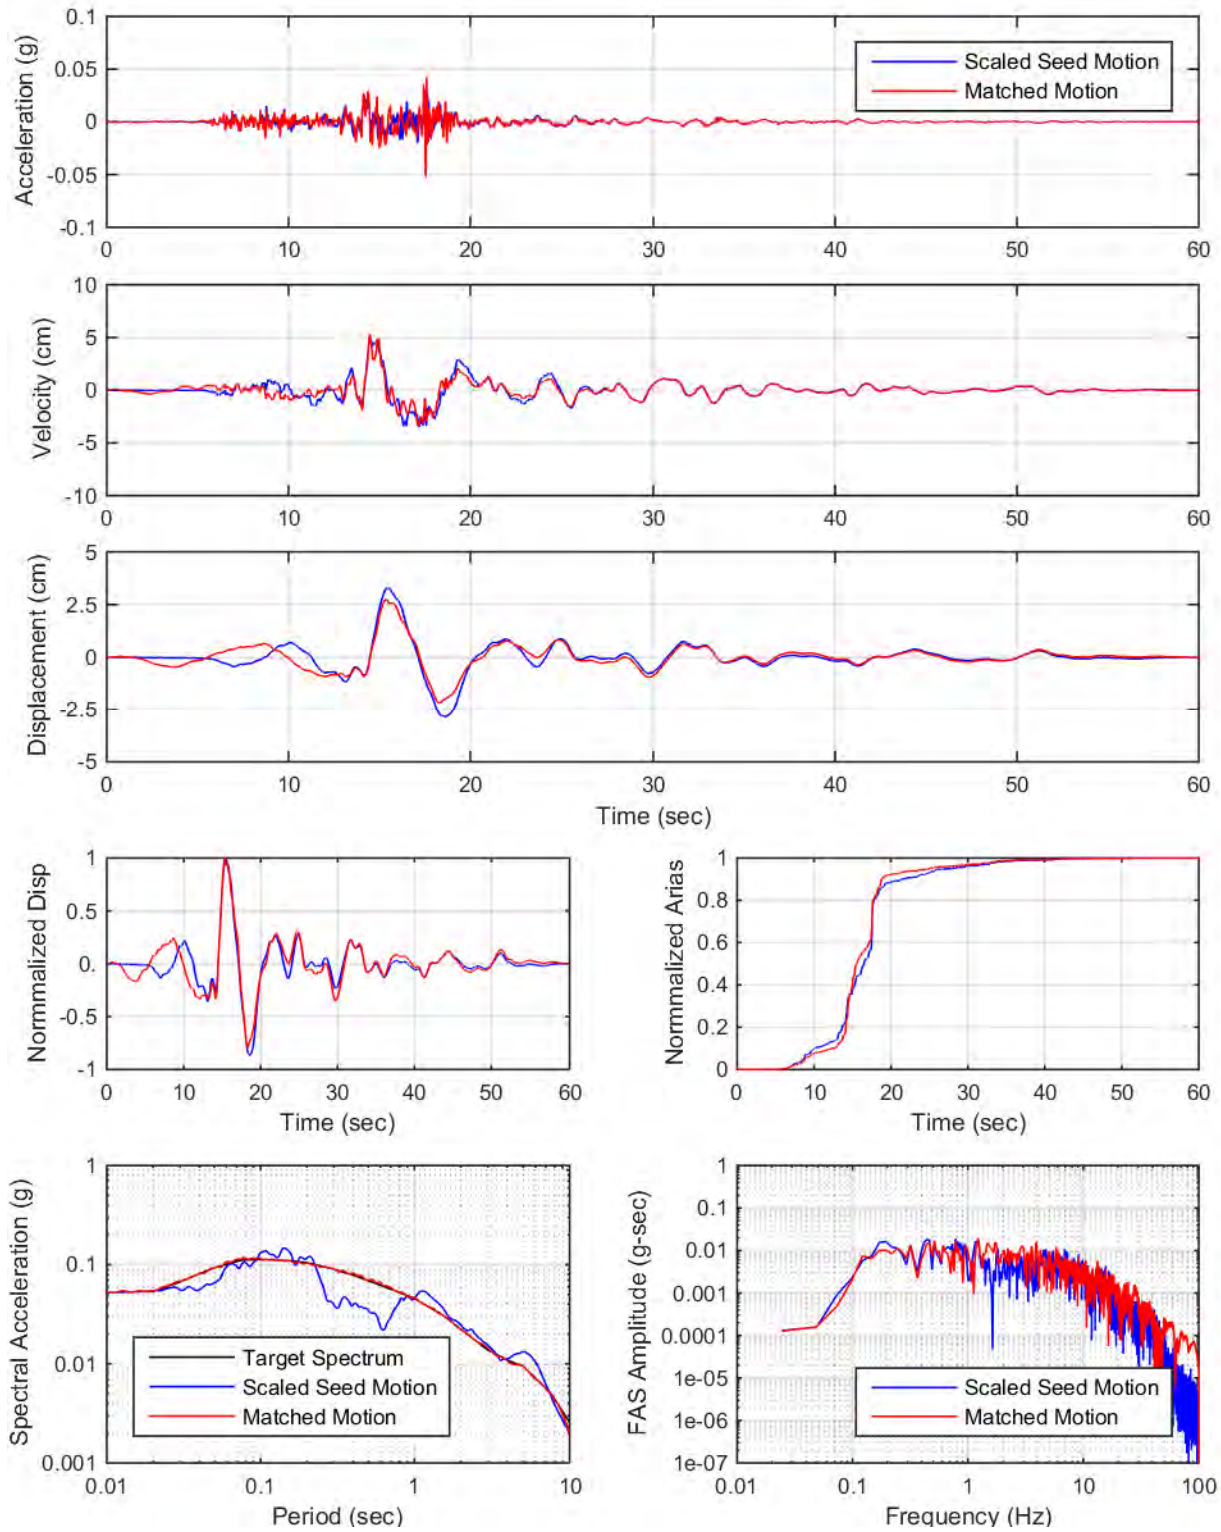 Acceleration (g)
0.1
0.05
0
-0.05
-0.1
Scaled Seed Motion
Matched Motion
0 10 20 30 40 50 60
Velocity (cm)
10
5
0
-5
-10
0 10 20 30 40 50 60
Displacement (cm)
5
2.5
0
-2.5
-5
0 10 20 30 40 50 60
Time (sec)
Normmalized Disp
1
0.5
0
-0.5
-1
0 10 20 30 40 50 60
Time (sec)
Normmalized Arias
1
0.8
0.6
0.4
0.2
0
0 10 20 30 40 50 60
Time (sec)
Spectral Acceleration (g)
1
0.1
0.01
0.001
Target Spectrum
Scaled Seed Motion
Matched Motion
0.01 0.1 1 10
Period (sec)
FAS Amplitude (g-sec)
1
0.1
0.01
0.001
0.0001
1e-05
1e-06
1e-07
Scaled Seed Motion
Matched Motion
0.01 0.1 1 10 100
Frequency (Hz)